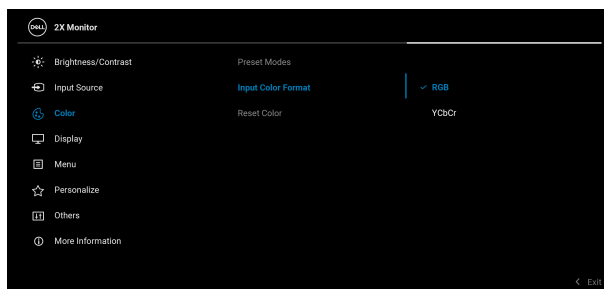 DELL 2X Monitor
Brightness/Contrast Preset Modes
Input Source Input Color Format ✓ RGB
Color Reset Color YCbCr
Display
Menu
Personalize
Others
More Information
< Exit